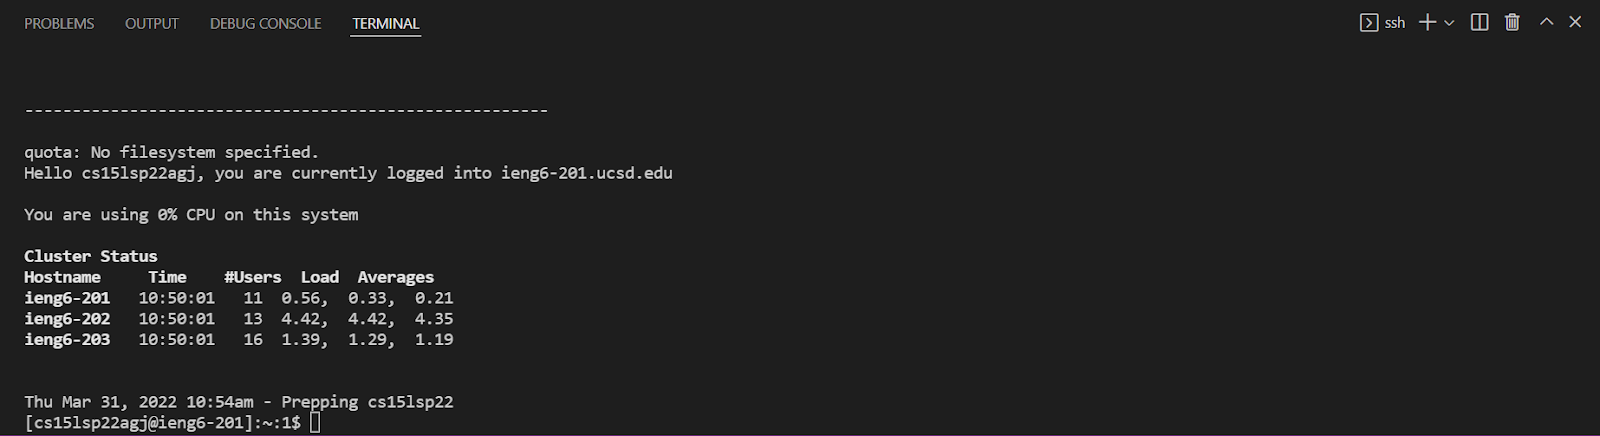 PROBLEMS OUTPUT DEBUG CONSOLE TERMINAL ssh
-------------------------------------------------------
quota: No filesystem specified.
Hello cs15lsp22agj, you are currently logged into ieng6-201.ucsd.edu
You are using 0% CPU on this system
Cluster Status
Hostname Time #Users Load Averages
ieng6-201 10:50:01 11 0.56, 0.33, 0.21
ieng6-202 10:50:01 13 4.42, 4.42, 4.35
ieng6-203 10:50:01 16 1.39, 1.29, 1.19
Thu Mar 31, 2022 10:54am - Prepping cs15lsp22
[cs15lsp22agj@ieng6-201]:~:1$